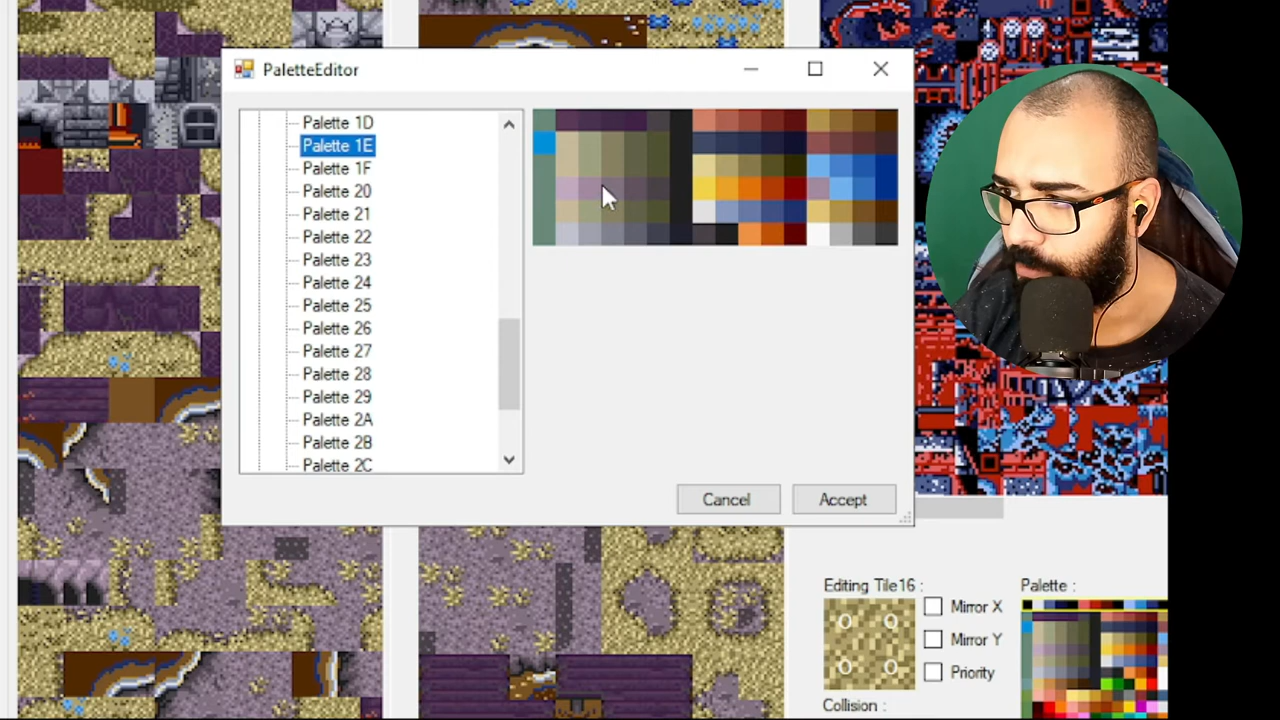 PaletteEditor
Palette 1D
Palette 1E
Palette 1F
Palette 20
Palette 21
Palette 22
Palette 23
Palette 24
Palette 25
Palette 26
Palette 27
Palette 28
Palette 29
Palette 2A
Palette 2B
Palette 2C
Cancel
Accept
Editing Tile16 :
Palette :
Mirror X
Mirror Y
Priority
Collision :